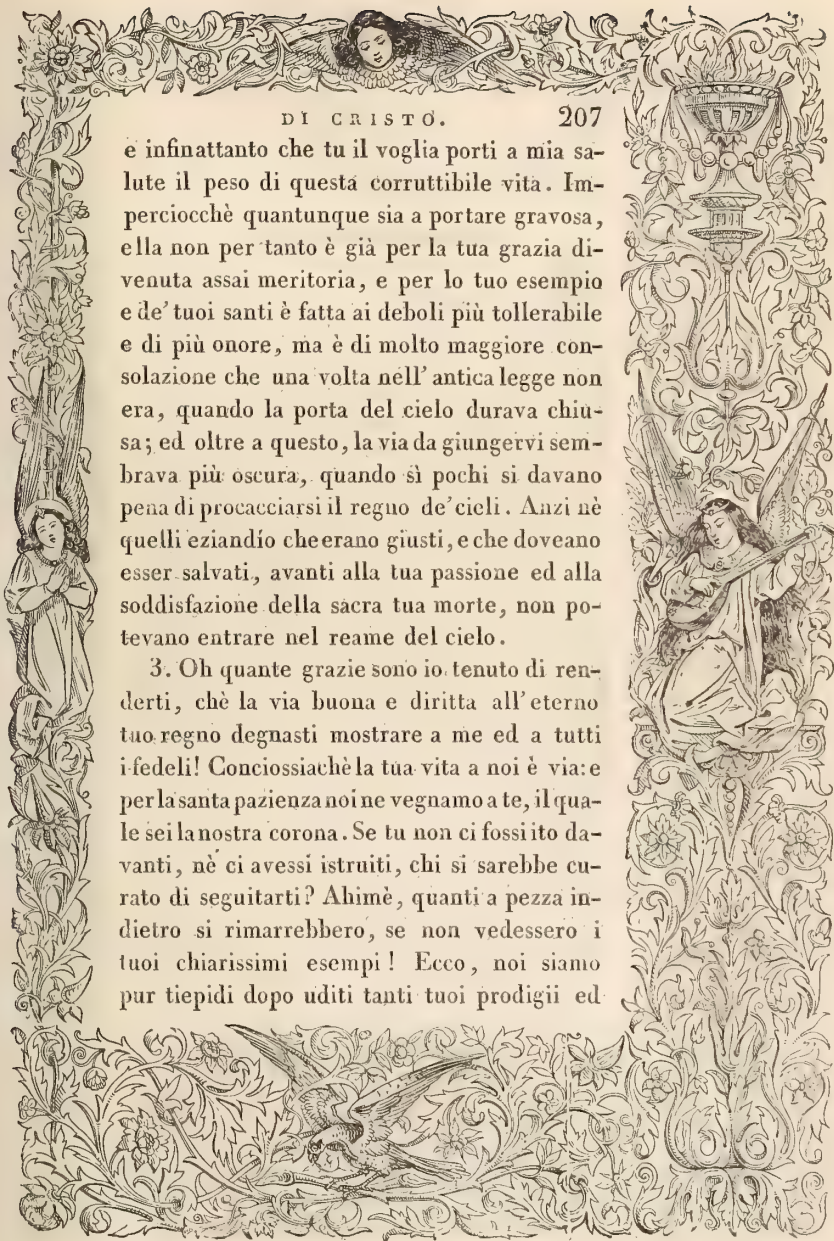 DI CRISTO. 207
e infinattanto che tu il voglia porti a mia sa-
lute il peso di questa corruttibile vita. Im-
perciocchè quantunque sia a portare gravosa,
ella non per tanto è già per la tua grazia di-
venuta assai meritoria, e per lo tuo esempio
e de' tuoi santi è fatta ai deboli più tollerabile
e di più onore, ma è di molto maggiore con-
solazione che una volta nell' antica legge non
era, quando la porta del cielo durava chiu-
sa; ed oltre a questo, la via da giungervi sem-
brava più oscura, quando sì pochi si davano
pena di procacciarsi il regno de' cieli. Anzi nè
quelli eziandío che erano giusti, e che doveano
esser salvati, avanti alla tua passione ed alla
soddisfazione della sacra tua morte, non po-
tevano entrare nel reame del cielo.
3. Oh quante grazie sono io tenuto di ren-
derti, chè la via buona e diritta all' eterno
tuo regno degnasti mostrare a me ed a tutti
i fedeli! Conciossiachè la tua vita a noi è via: e
per la santa pazienza noi ne vegnamo a te, il qua-
le sei la nostra corona. Se tu non ci fossi ito da-
vanti, nè ci avessi istruiti, chi si sarebbe cu-
rato di seguitarti? Ahimè, quanti a pezza in-
dietro si rimarrebbero, se non vedessero i
tuoi chiarissimi esempi! Ecco, noi siamo
pur tiepidi dopo uditi tanti tuoi prodigii ed